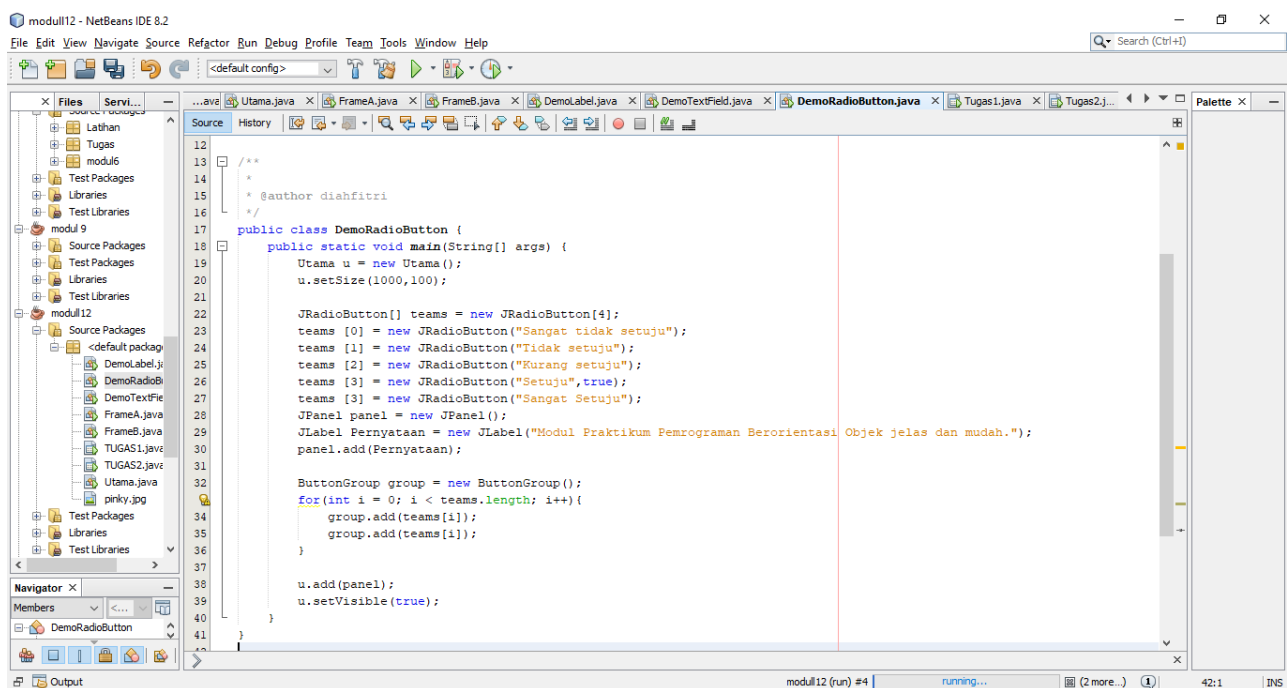 modull12 - NetBeans IDE 8.2
File Edit View Navigate Source Refactor Run Debug Profile Team Tools Window Help
Search (Ctrl+I)
<default config>
Files Servi...
...ava Utama.java FrameA.java FrameB.java DemoLabel.java DemoTextField.java DemoRadioButton.java Tugas1.java Tugas2.j...
Palette
Source History
Latihan
Tugas
modul6
Test Packages
Libraries
Test Libraries
modul 9
Source Packages
Test Packages
Libraries
Test Libraries
modull12
Source Packages
<default package
DemoLabel.ja
DemoRadioB
DemoTextFie
FrameA.java
FrameB.java
TUGAS1.java
TUGAS2.java
Utama.java
pinky.jpg
Test Packages
Libraries
Test Libraries
Navigator
Members <...
DemoRadioButton
12
13 /**
14 *
15 * @author diahfitri
16 */
17 public class DemoRadioButton {
18 public static void main(String[] args) {
19 Utama u = new Utama();
20 u.setSize(1000,100);
21
22 JRadioButton[] teams = new JRadioButton[4];
23 teams [0] = new JRadioButton("Sangat tidak setuju");
24 teams [1] = new JRadioButton("Tidak setuju");
25 teams [2] = new JRadioButton("Kurang setuju");
26 teams [3] = new JRadioButton("Setuju",true);
27 teams [3] = new JRadioButton("Sangat Setuju");
28 JPanel panel = new JPanel();
29 JLabel Pernyataan = new JLabel("Modul Praktikum Pemrograman Berorientasi Objek jelas dan mudah.");
30 panel.add(Pernyataan);
31
32 ButtonGroup group = new ButtonGroup();
for(int i = 0; i < teams.length; i++){
34 group.add(teams[i]);
35 group.add(teams[i]);
36 }
37
38 u.add(panel);
39 u.setVisible(true);
40 }
41 }
Output
modull12 (run) #4 running... (2 more...) 1 42:1 INS